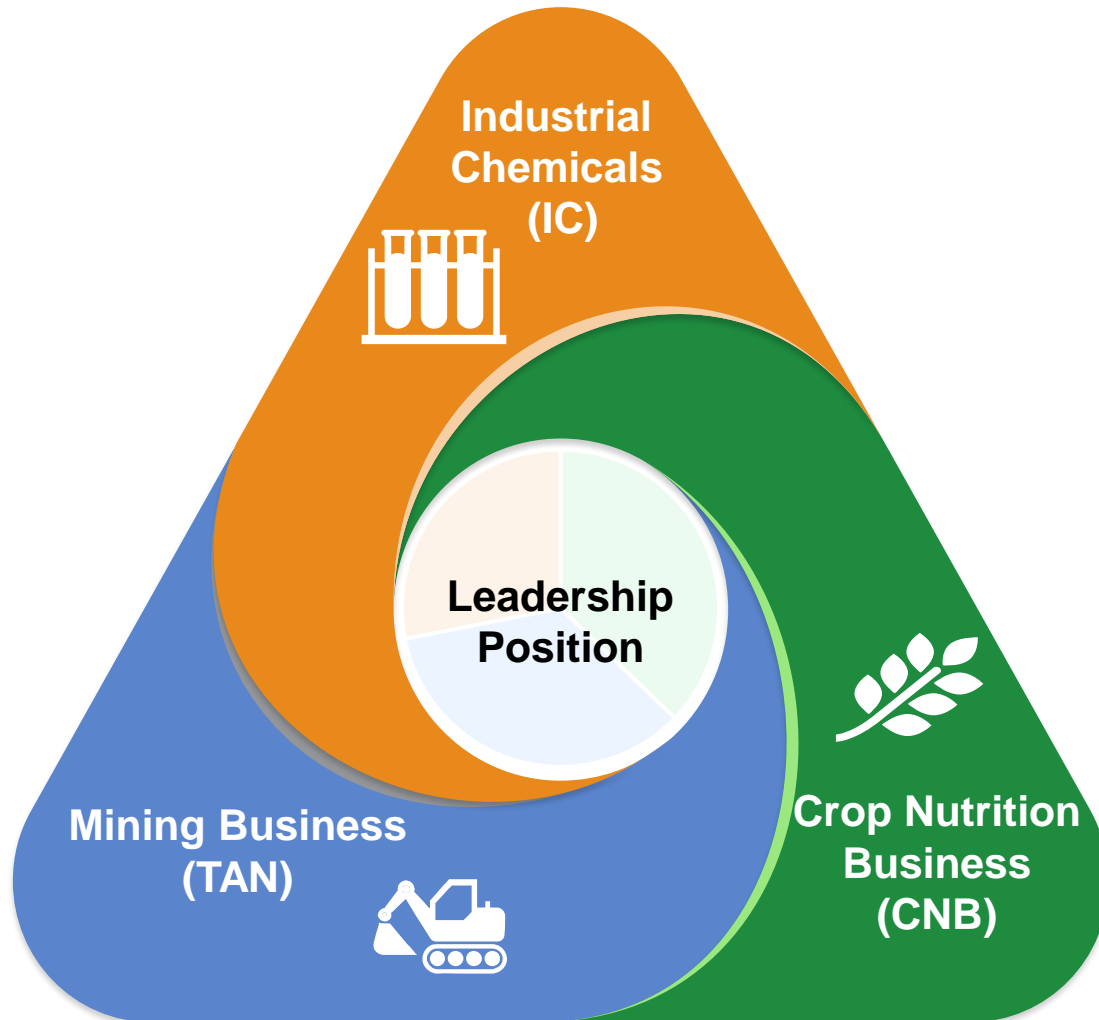 Industrial
Chemicals
(IC)
Leadership
Position
Mining Business
(TAN)
Crop Nutrition
Business
(CNB)